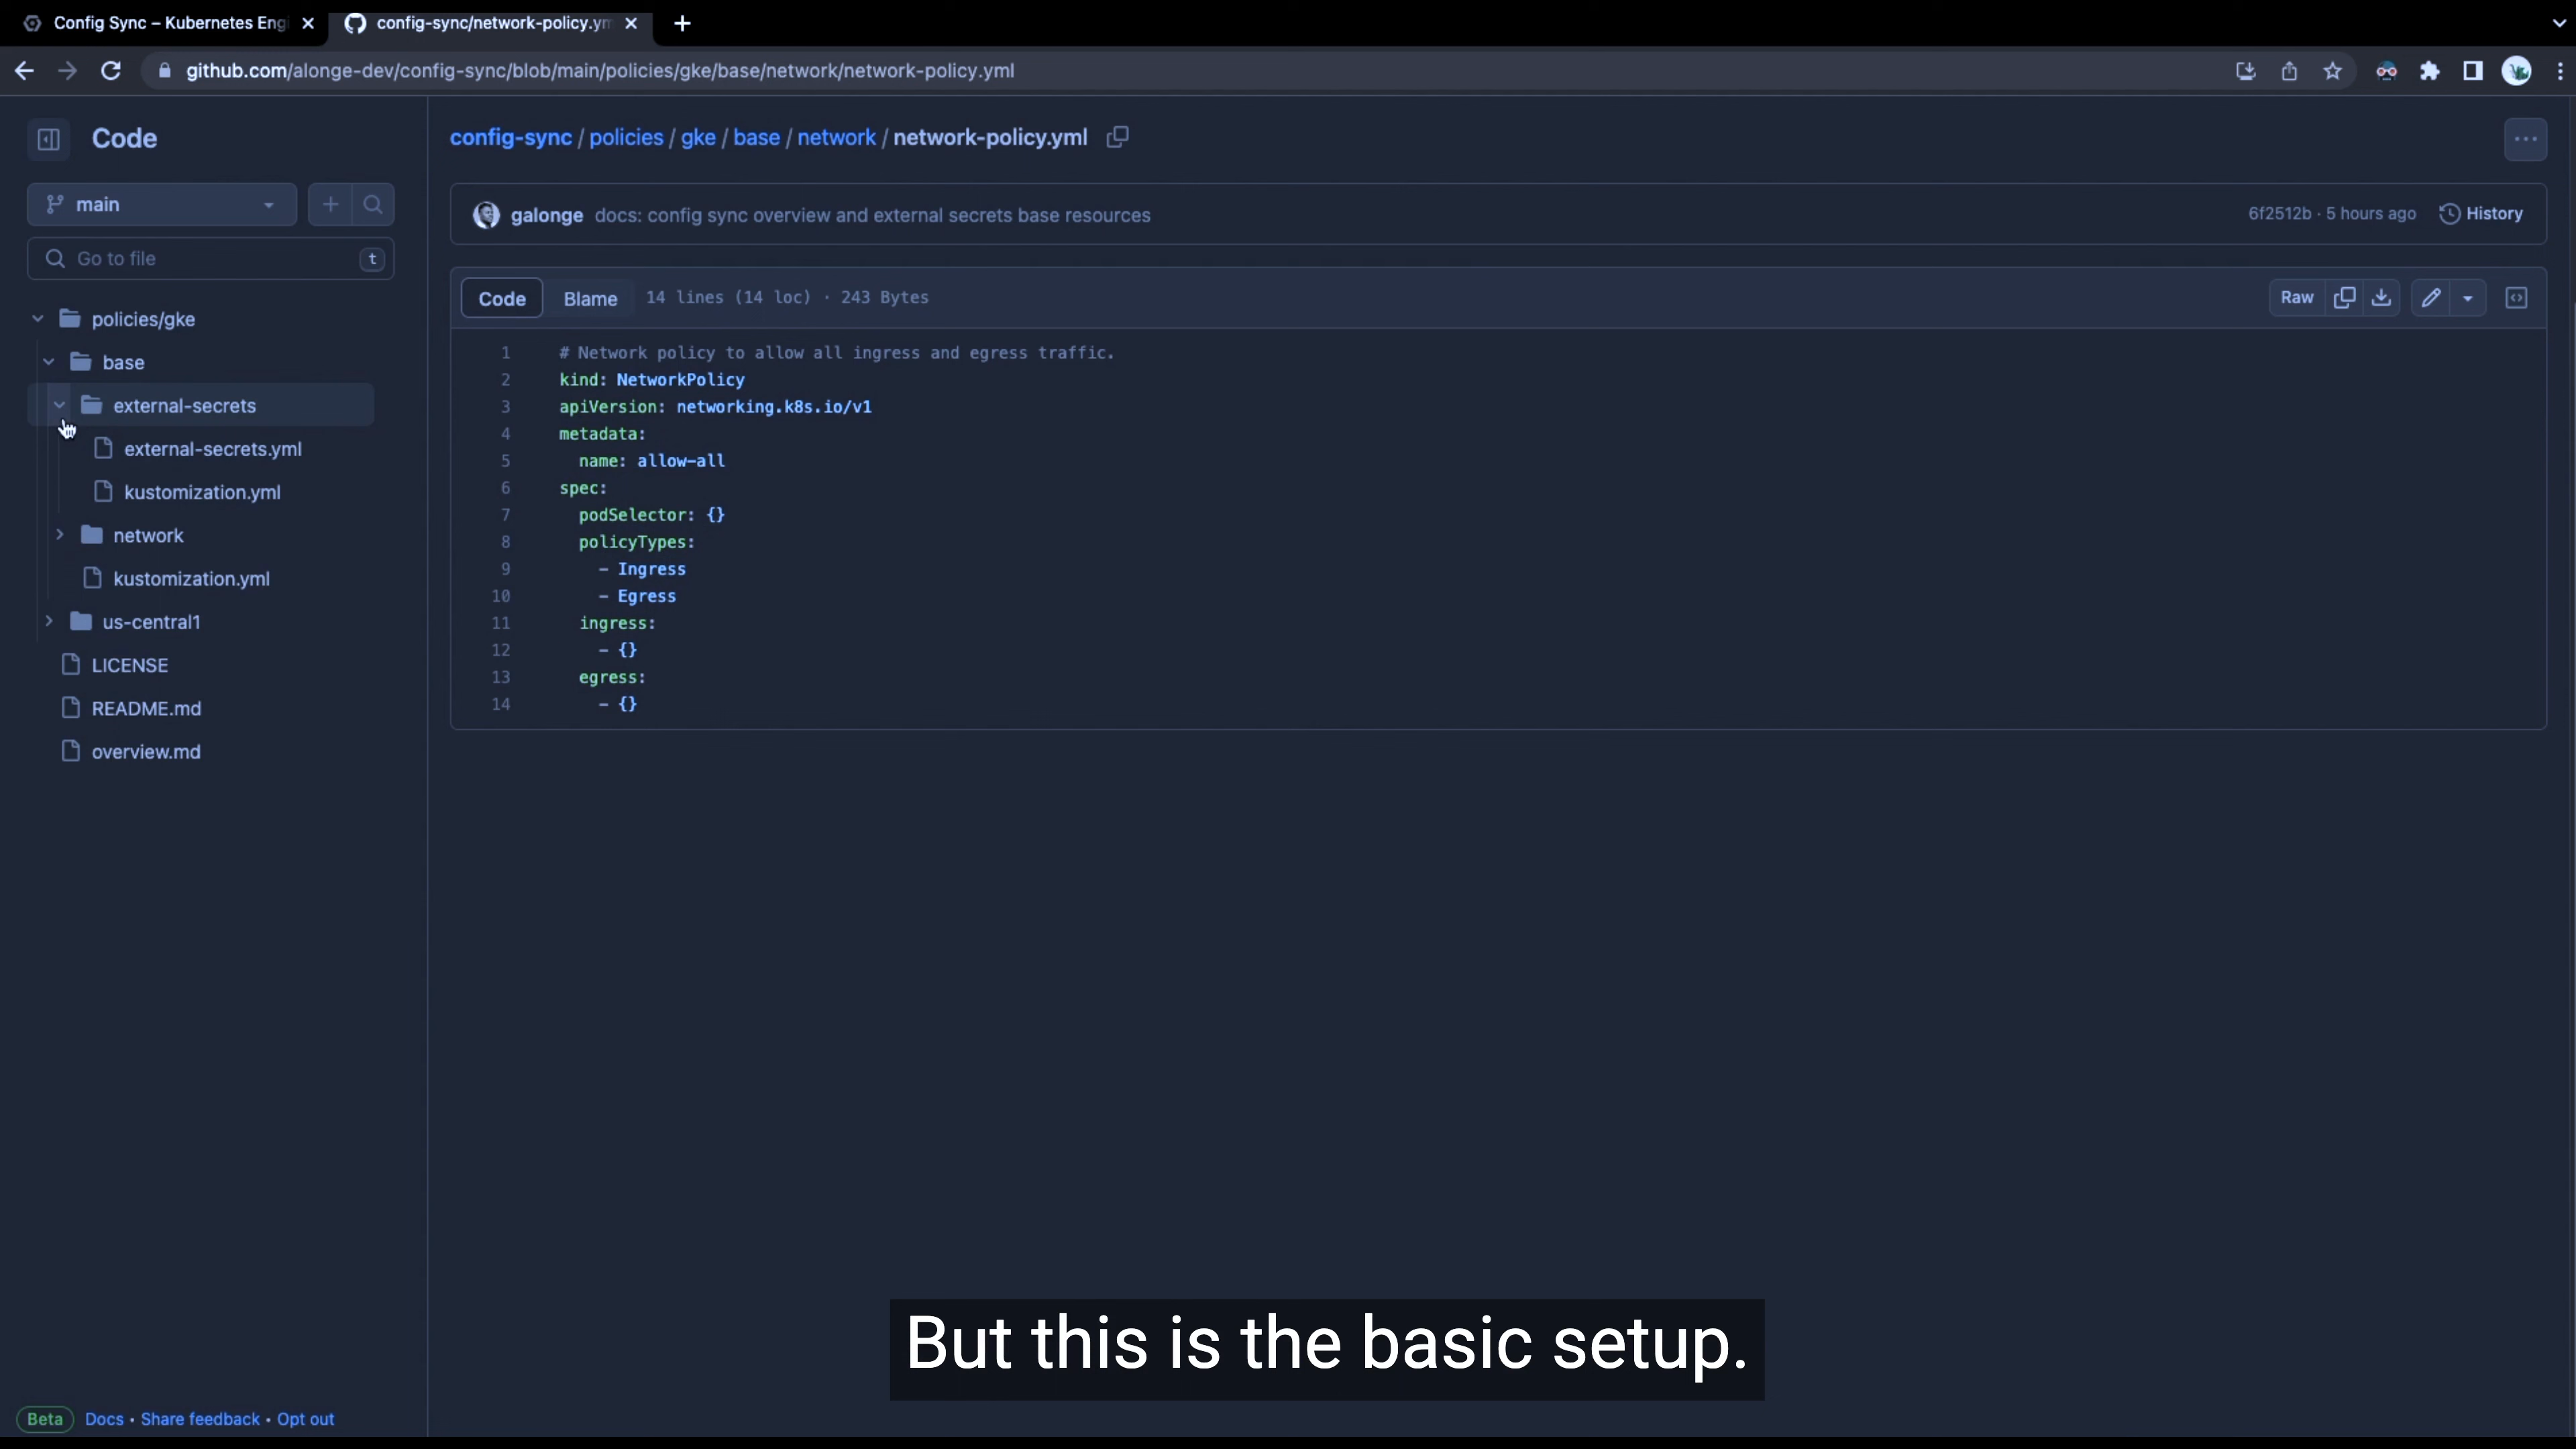 Config Sync – Kubernetes Engi
config-sync/network-policy.ym
github.com/alonge-dev/config-sync/blob/main/policies/gke/base/network/network-policy.yml
Code
config-sync / policies / gke / base / network / network-policy.yml
main
galonge docs: config sync overview and external secrets base resources
6f2512b · 5 hours ago
History
Go to file
t
Code
Blame
14 lines (14 loc) · 243 Bytes
Raw
policies/gke
base
external-secrets
external-secrets.yml
kustomization.yml
network
kustomization.yml
us-central1
LICENSE
README.md
overview.md
1 # Network policy to allow all ingress and egress traffic.
2 kind: NetworkPolicy
3 apiVersion: networking.k8s.io/v1
4 metadata:
5 name: allow-all
6 spec:
7 podSelector: {}
8 policyTypes:
9 - Ingress
10 - Egress
11 ingress:
12 - {}
13 egress:
14 - {}
But this is the basic setup.
Beta Docs · Share feedback · Opt out